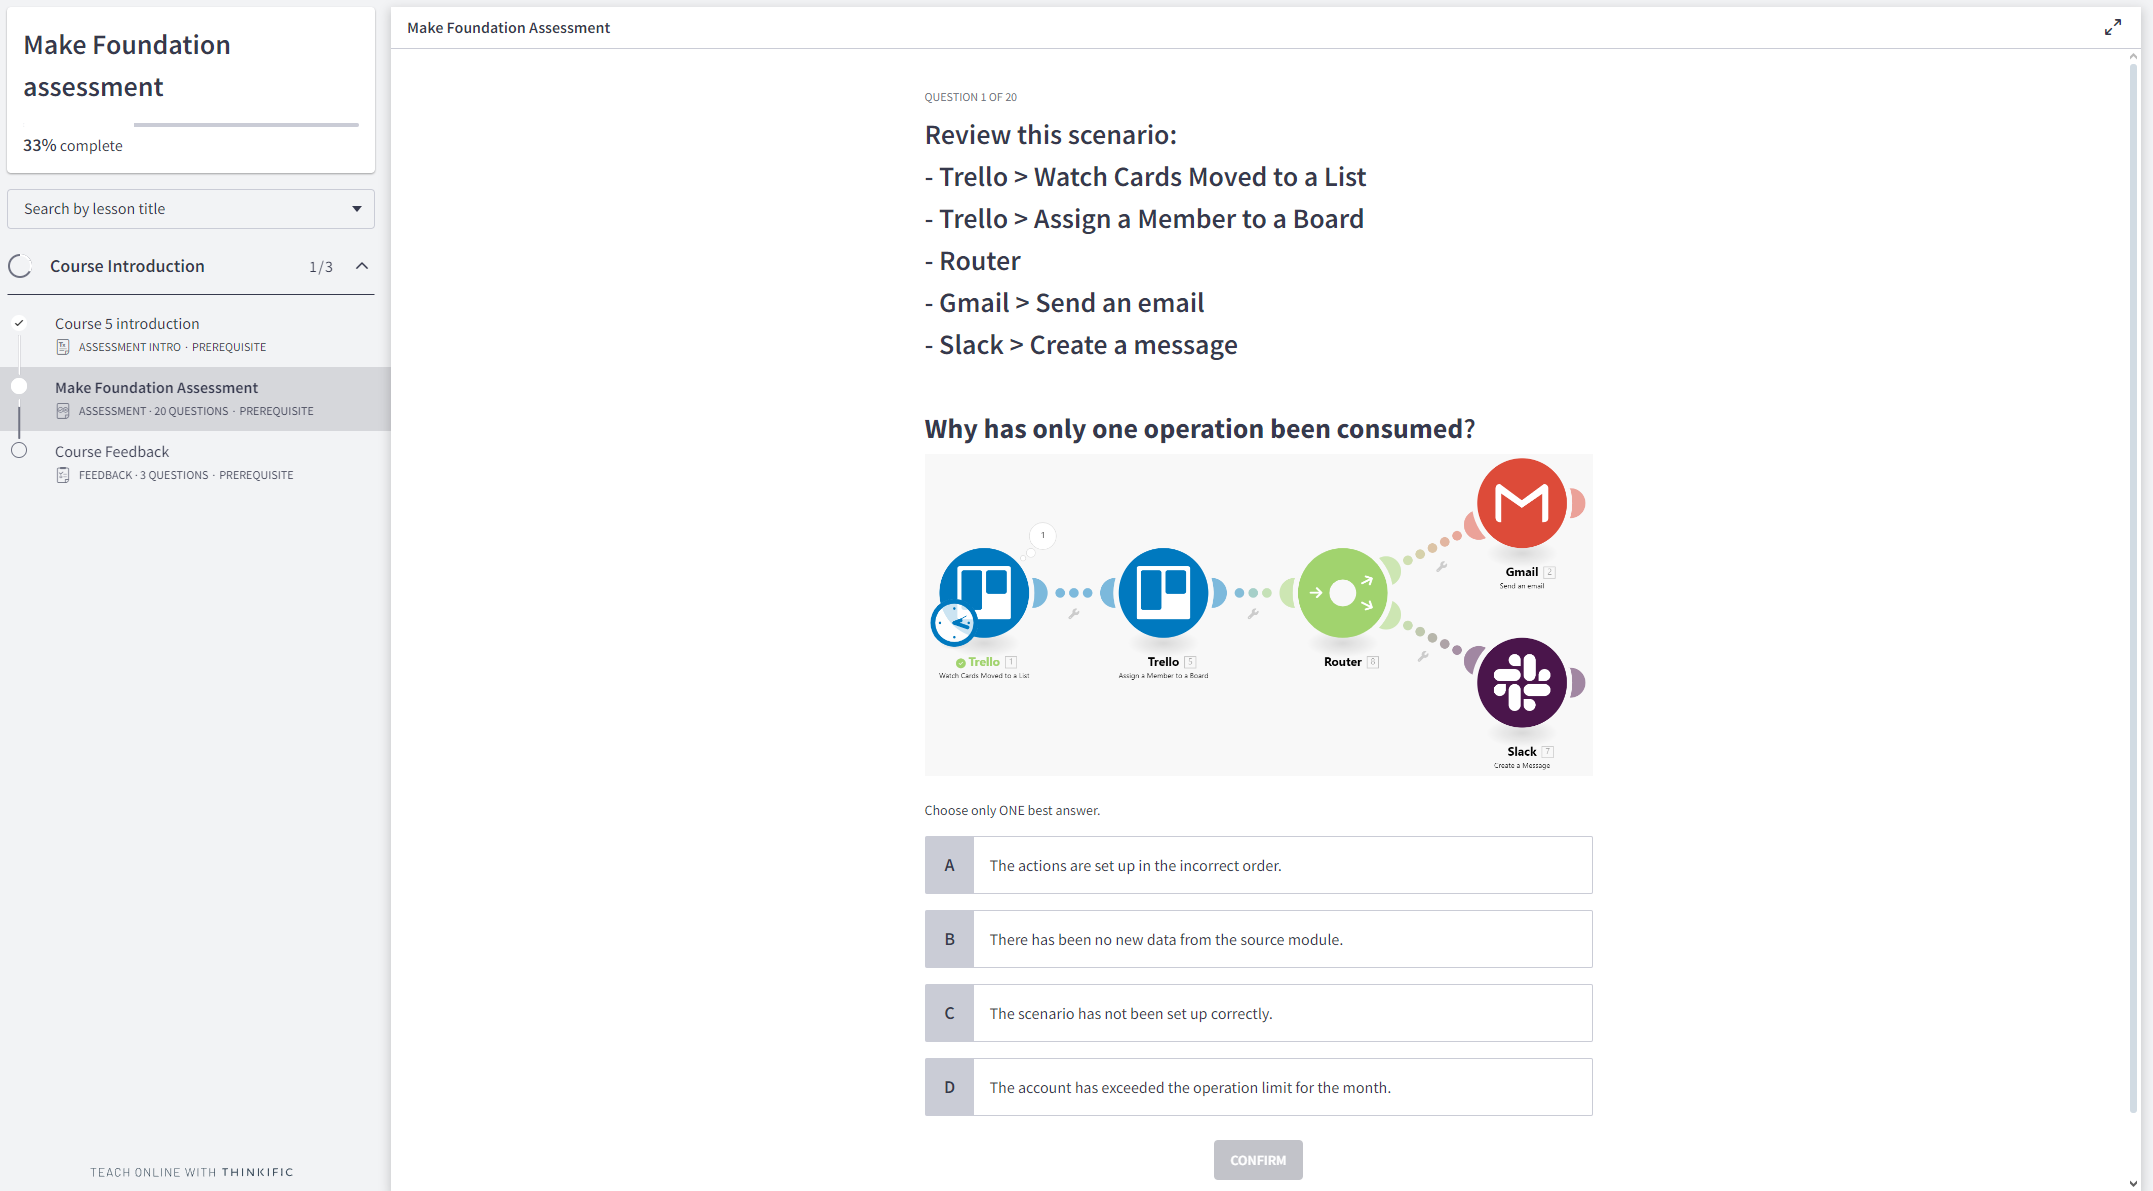 Make Foundation
assessment
33% complete
Search by lesson title
Course Introduction 1/3
Course 5 introduction
ASSESSMENT INTRO · PREREQUISITE
Make Foundation Assessment
ASSESSMENT · 20 QUESTIONS · PREREQUISITE
Course Feedback
FEEDBACK · 3 QUESTIONS · PREREQUISITE
TEACH ONLINE WITH THINKIFIC
Make Foundation Assessment
QUESTION 1 OF 20
Review this scenario:
- Trello > Watch Cards Moved to a List
- Trello > Assign a Member to a Board
- Router
- Gmail > Send an email
- Slack > Create a message
Why has only one operation been consumed?
1
Trello 1
Watch Cards Moved to a List
Trello 5
Assign a Member to a Board
Router 8
Gmail 2
Send an email
Slack 7
Create a Message
Choose only ONE best answer.
A The actions are set up in the incorrect order.
B There has been no new data from the source module.
C The scenario has not been set up correctly.
D The account has exceeded the operation limit for the month.
CONFIRM